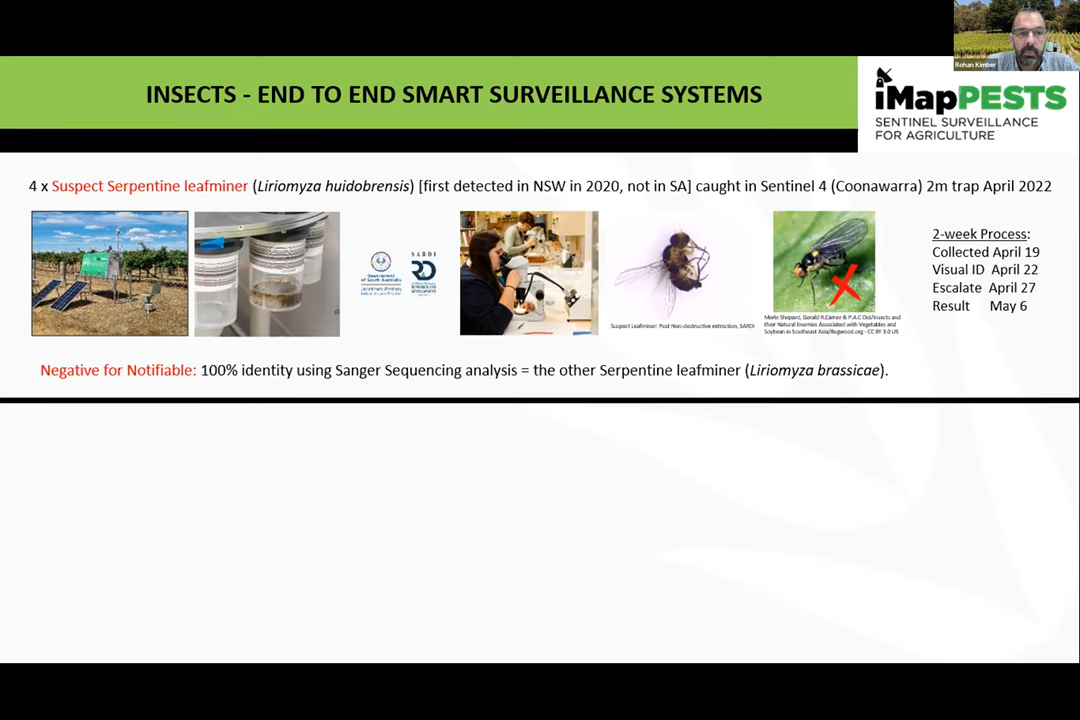 Rohan Kimber
INSECTS - END TO END SMART SURVEILLANCE SYSTEMS
iMapPESTS
SENTINEL SURVEILLANCE
FOR AGRICULTURE
4 x Suspect Serpentine leafminer (Liriomyza huidobrensis) [first detected in NSW in 2020, not in SA] caught in Sentinel 4 (Coonawarra) 2m trap April 2022
Government
of South Australia
SARDI
RD
Suspect Leafminer: Post Non-destructive extraction, SARDI
Merle Shepard, Gerald R.Carner & P.A.C Ooi/Insects and
their Natural Enemies Associated with Vegetables and
Soybean in Southeast Asia/Bugwood.org - CC BY 3.0 US
2-week Process:
Collected April 19
Visual ID April 22
Escalate April 27
Result May 6
Negative for Notifiable: 100% identity using Sanger Sequencing analysis = the other Serpentine leafminer (Liriomyza brassicae).